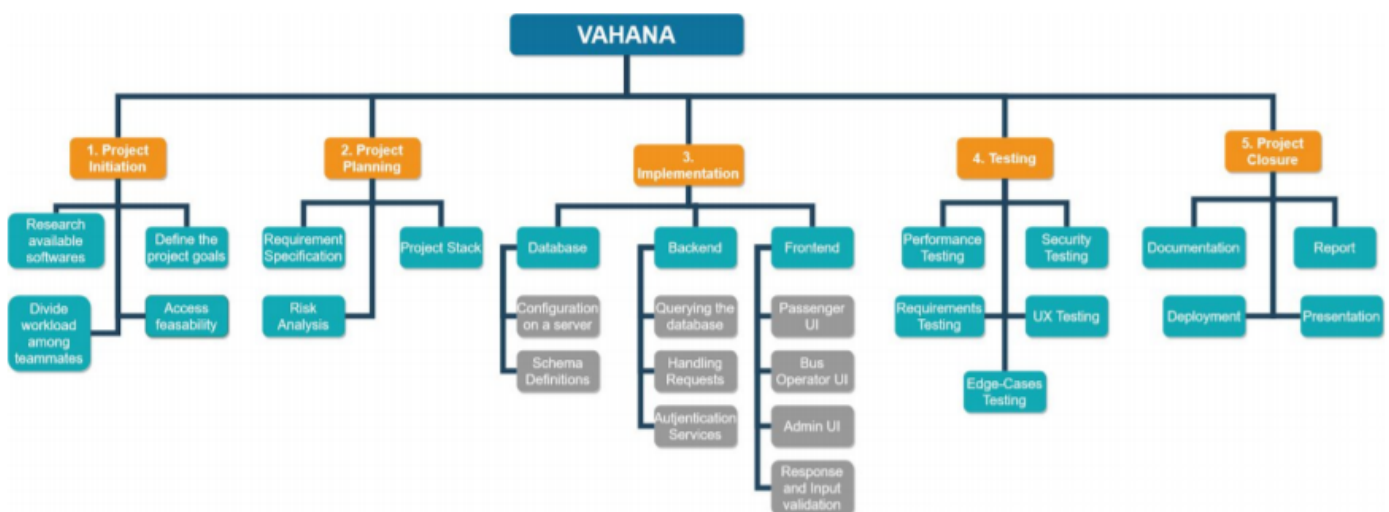 VAHANA
1. Project
Initiation
2. Project
Planning
3.
Implementation
4. Testing
5. Project
Closure
Research
available
softwares
Define the
project goals
Divide
workload
among
teammates
Access
feasability
Requirement
Specification
Project Stack
Risk
Analysis
Database
Configuration
on a server
Schema
Definitions
Backend
Querying the
database
Handling
Requests
Autjentication
Services
Frontend
Passenger
UI
Bus
Operator UI
Admin UI
Response
and Input
validation
Performance
Testing
Security
Testing
Requirements
Testing
UX Testing
Edge-Cases
Testing
Documentation
Report
Deployment
Presentation